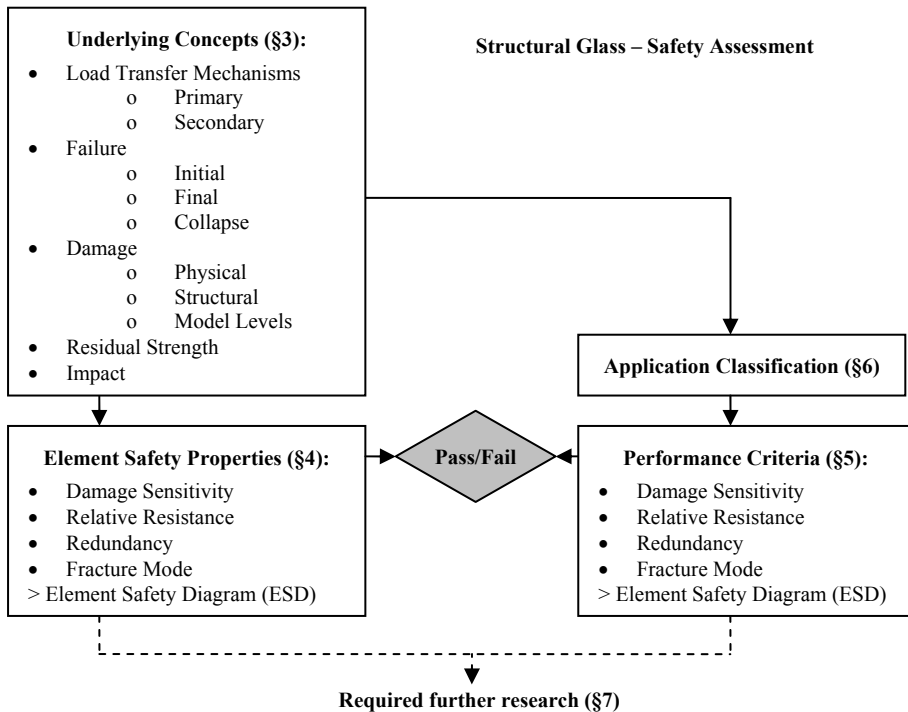 Underlying Concepts (§3):
• Load Transfer Mechanisms
o Primary
o Secondary
• Failure
o Initial
o Final
o Collapse
• Damage
o Physical
o Structural
o Model Levels
• Residual Strength
• Impact
Structural Glass – Safety Assessment
Application Classification (§6)
Element Safety Properties (§4):
• Damage Sensitivity
• Relative Resistance
• Redundancy
• Fracture Mode
> Element Safety Diagram (ESD)
Pass/Fail
Performance Criteria (§5):
• Damage Sensitivity
• Relative Resistance
• Redundancy
• Fracture Mode
> Element Safety Diagram (ESD)
Required further research (§7)